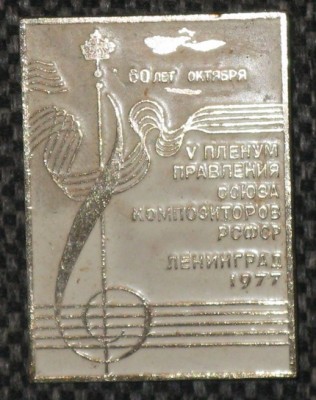 60 ЛЕТ ОКТЯБРЯ
V ПЛЕНУМ
ПРАВЛЕНИЯ
СОЮЗА
КОМПОЗИТОРОВ
РСФСР
ЛЕНИНГРАД
1977